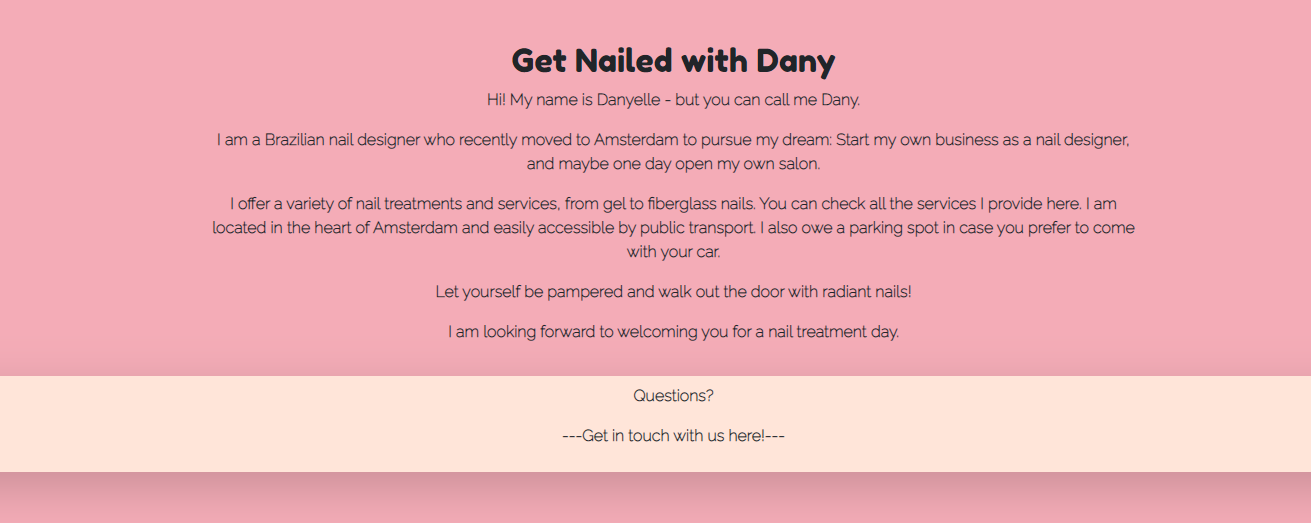 Get Nailed with Dany
Hi! My name is Danyelle - but you can call me Dany.
I am a Brazilian nail designer who recently moved to Amsterdam to pursue my dream: Start my own business as a nail designer,
and maybe one day open my own salon.
I offer a variety of nail treatments and services, from gel to fiberglass nails. You can check all the services I provide here. I am
located in the heart of Amsterdam and easily accessible by public transport. I also owe a parking spot in case you prefer to come
with your car.
Let yourself be pampered and walk out the door with radiant nails!
I am looking forward to welcoming you for a nail treatment day.
Questions?
---Get in touch with us here!---